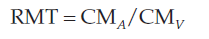 RMT = CM_A/CM_V